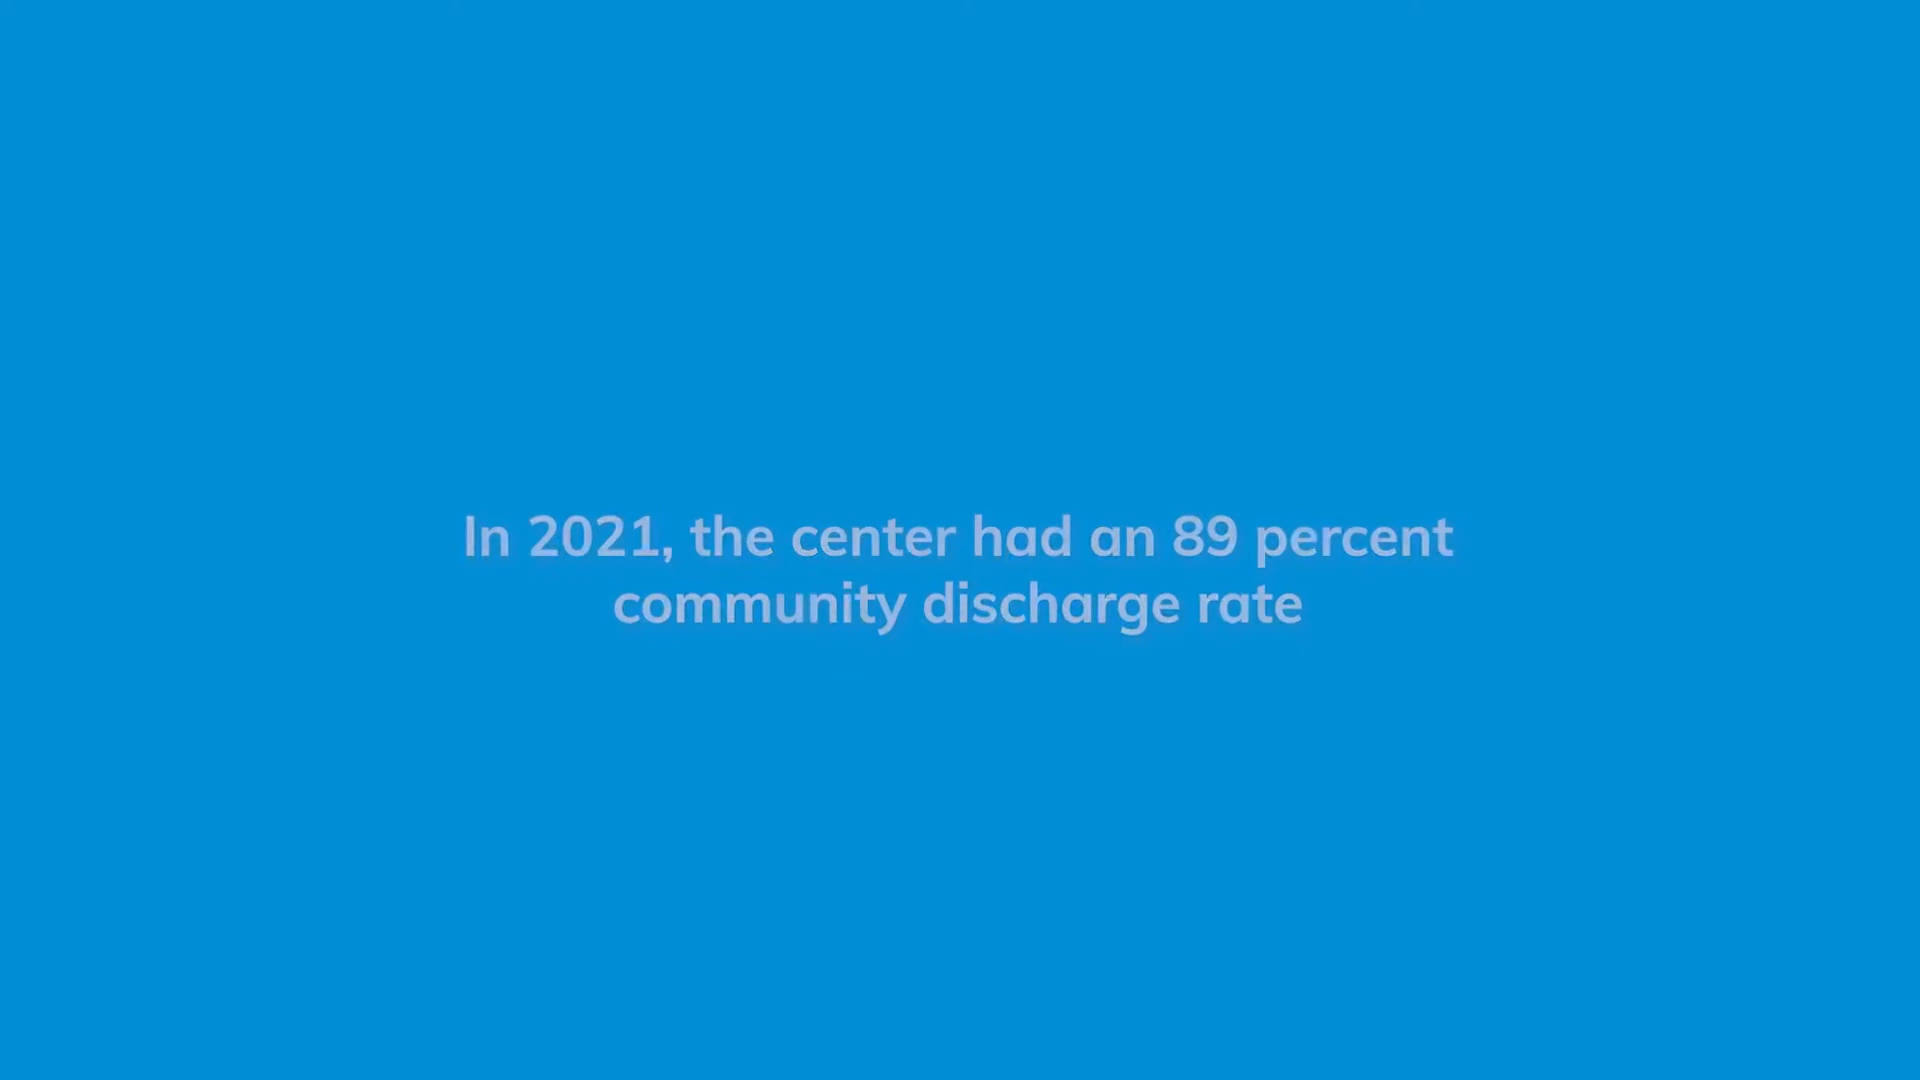 In 2021, the center had an 89 percent
community discharge rate